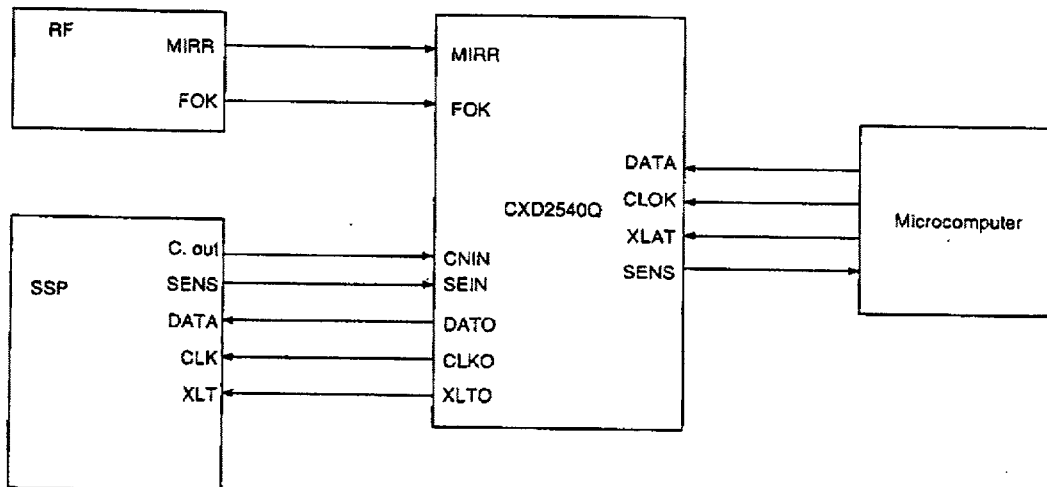 RF
MIRR
FOK
MIRR
FOK
CXD2540Q
DATA
CLOK
XLAT
SENS
Microcomputer
SSP
C. out
SENS
DATA
CLK
XLT
CNIN
SEIN
DATO
CLKO
XLTO